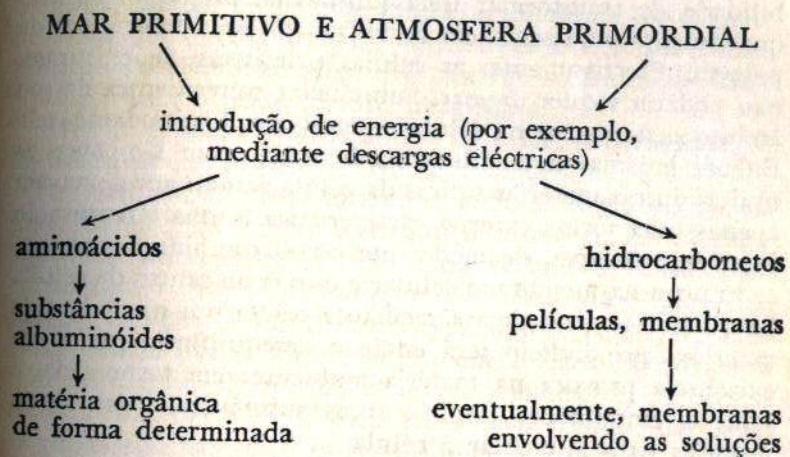 MAR PRIMITIVO E ATMOSFERA PRIMORDIAL
introdução de energia (por exemplo,
mediante descargas eléctricas)
aminoácidos
substâncias
albuminóides
matéria orgânica
de forma determinada
hidrocarbonetos
películas, membranas
eventualmente, membranas
envolvendo as soluções